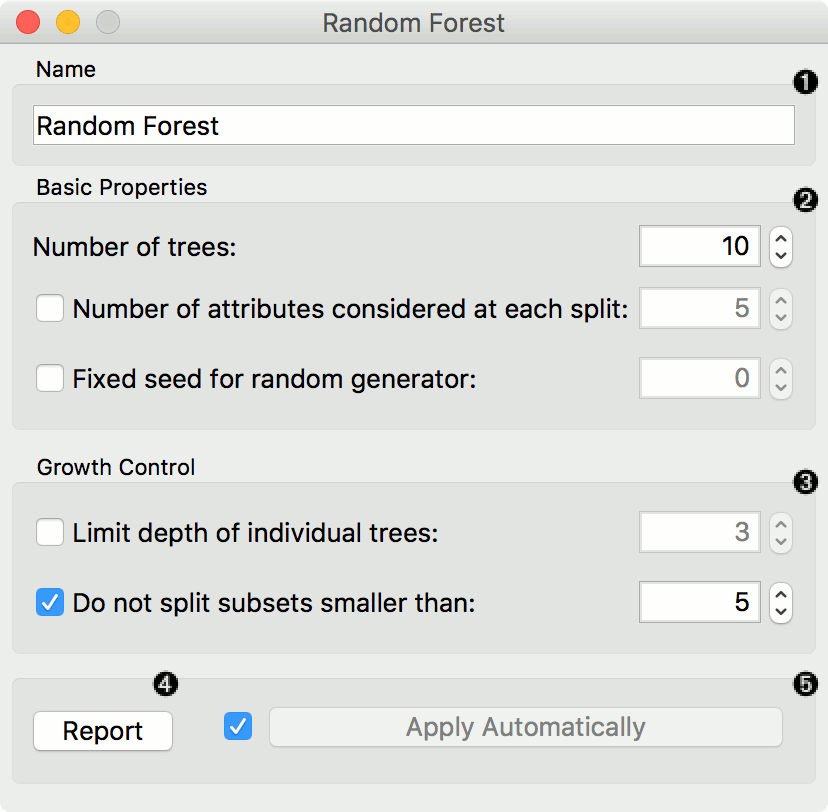 Random Forest
Name
❶
Random Forest
Basic Properties
❷
Number of trees: 10
Number of attributes considered at each split: 5
Fixed seed for random generator: 0
Growth Control
❸
Limit depth of individual trees: 3
Do not split subsets smaller than: 5
❹ ❺
Report Apply Automatically